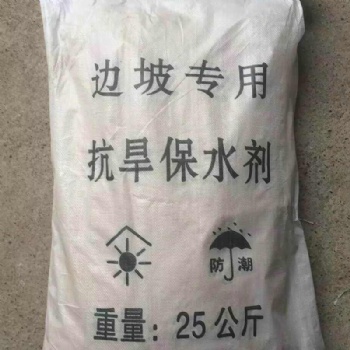 边坡专用
抗旱保水剂
防潮
重量：25公斤